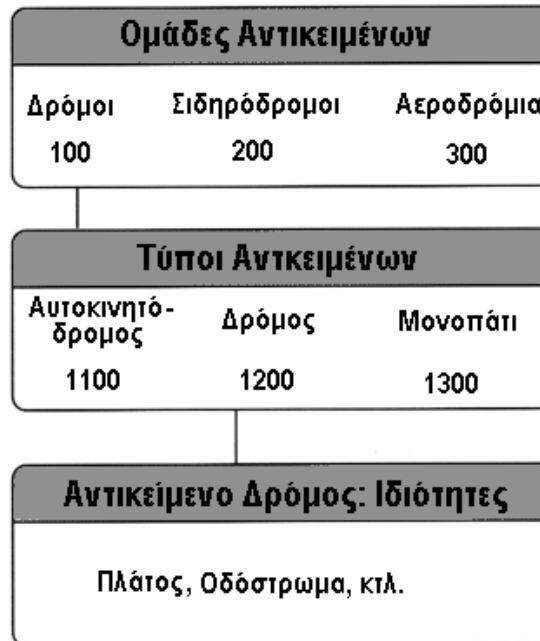 Ομάδες Αντικειμένων
Δρόμοι Σιδηρόδρομοι Αεροδρόμια
100 200 300
Τύποι Αντκειμένων
Αυτοκινητό-
δρομος Δρόμος Μονοπάτι
1100 1200 1300
Αντικείμενο Δρόμος: Ιδιότητες
Πλάτος, Οδόστρωμα, κτλ.